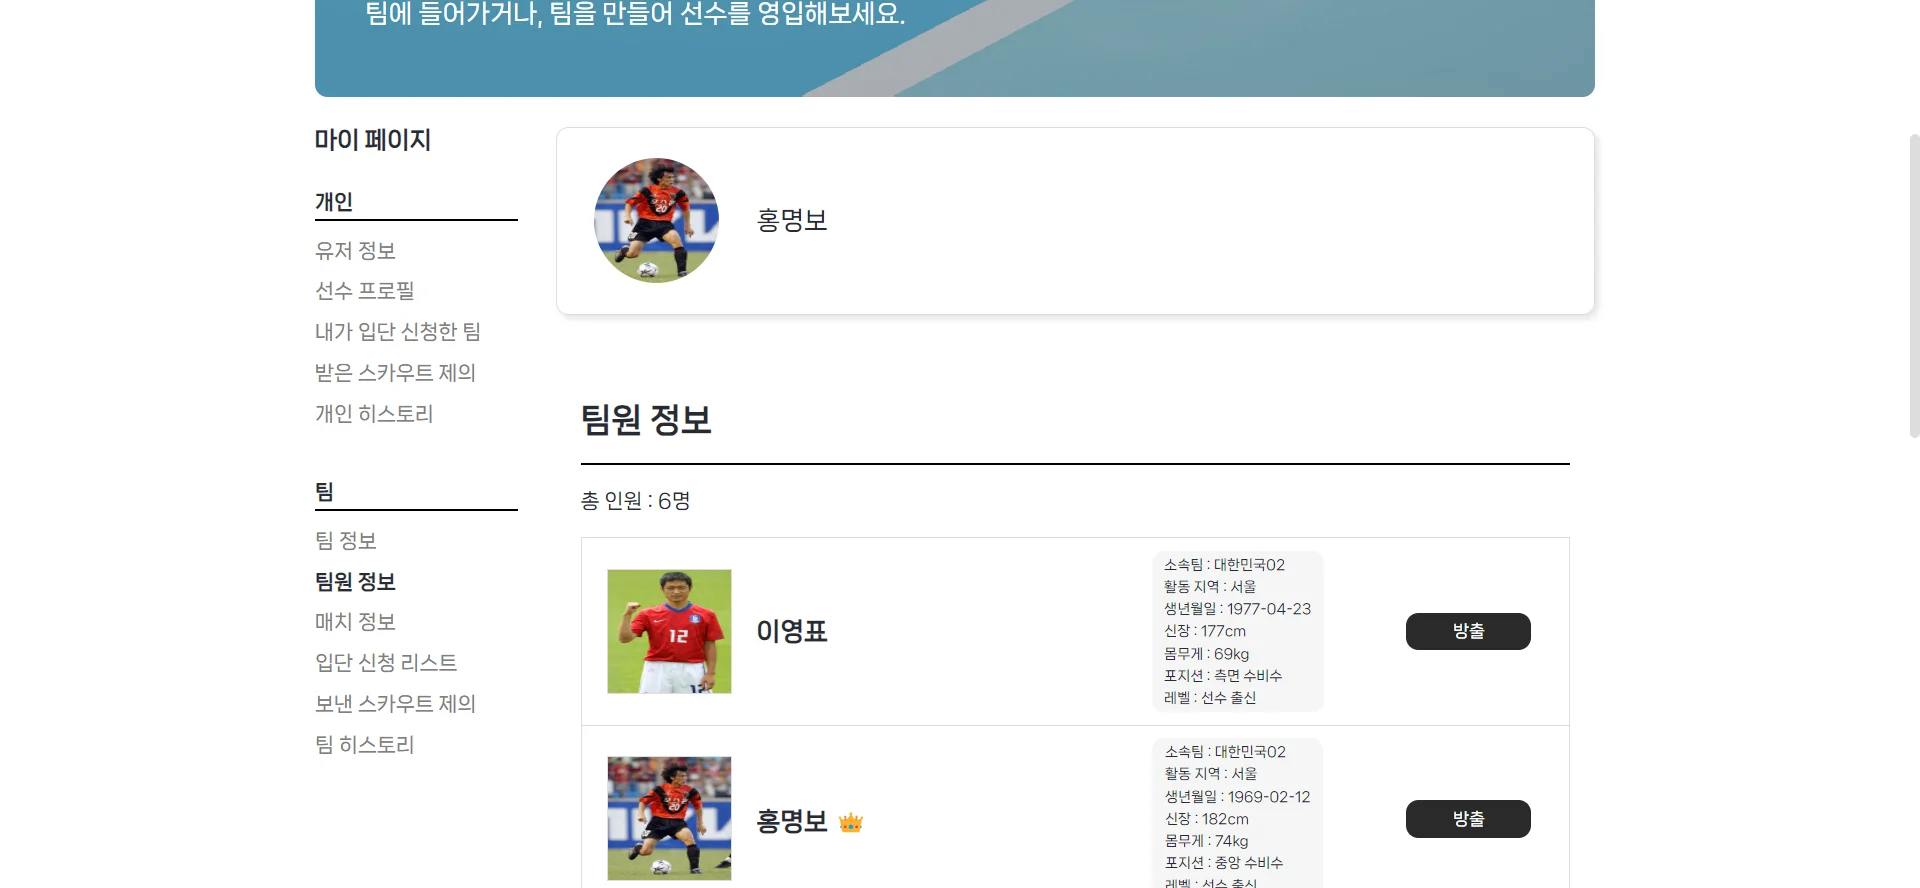 팀에 들어가거나, 팀을 만들어 선수를 영입해보세요.
마이 페이지
개인
유저 정보
선수 프로필
내가 입단 신청한 팀
받은 스카우트 제의
개인 히스토리
팀
팀 정보
팀원 정보
매치 정보
입단 신청 리스트
보낸 스카우트 제의
팀 히스토리
홍명보
팀원 정보
총 인원 : 6명
12
이영표
소속팀 : 대한민국02
활동 지역 : 서울
생년월일 : 1977-04-23
신장 : 177cm
몸무게 : 69kg
포지션 : 측면 수비수
레벨 : 선수 출신
방출
20
홍명보
소속팀 : 대한민국02
활동 지역 : 서울
생년월일 : 1969-02-12
신장 : 182cm
몸무게 : 74kg
포지션 : 중앙 수비수
레벨 : 선수 출신
방출